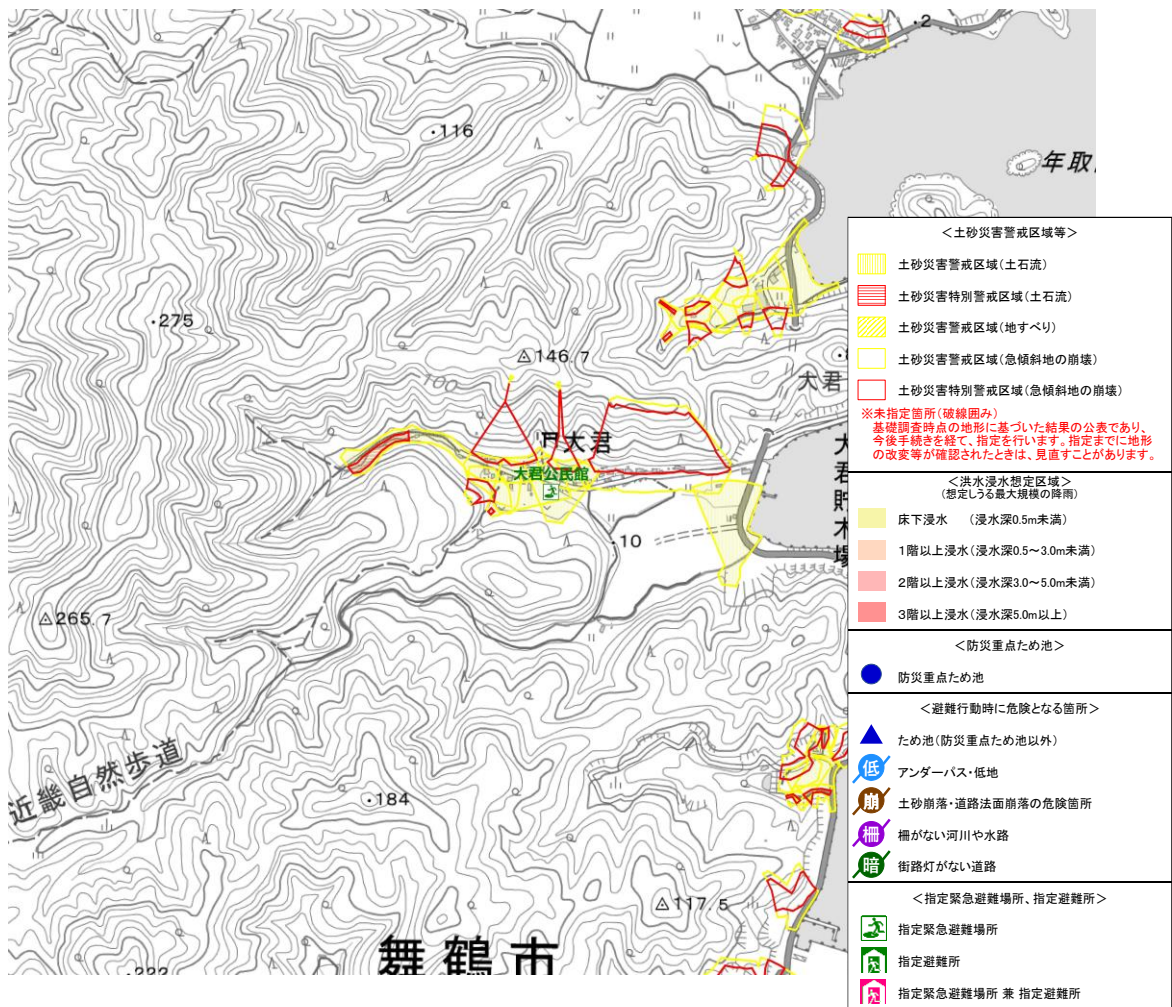 ・2
・116
年取
・275
△146.7
100
大君
大君
大君公民館
大君貯木場
・10
△265.7
近畿自然歩道
・184
△117.5
舞鶴市
・222
＜土砂災害警戒区域等＞
土砂災害警戒区域(土石流)
土砂災害特別警戒区域(土石流)
土砂災害警戒区域(地すべり)
土砂災害警戒区域(急傾斜地の崩壊)
土砂災害特別警戒区域(急傾斜地の崩壊)
※未指定箇所(破線囲み)
基礎調査時点の地形に基づいた結果の公表であり、
今後手続きを経て、指定を行います。指定までに地形
の改変等が確認されたときは、見直すことがあります。
＜洪水浸水想定区域＞
(想定しうる最大規模の降雨)
床下浸水　(浸水深0.5m未満)
1階以上浸水(浸水深0.5～3.0m未満)
2階以上浸水(浸水深3.0～5.0m未満)
3階以上浸水(浸水深5.0m以上)
＜防災重点ため池＞
防災重点ため池
＜避難行動時に危険となる箇所＞
ため池(防災重点ため池以外)
低 アンダーパス・低地
崩 土砂崩落・道路法面崩落の危険箇所
柵 柵がない河川や水路
暗 街路灯がない道路
＜指定緊急避難場所、指定避難所＞
指定緊急避難場所
指定避難所
指定緊急避難場所 兼 指定避難所